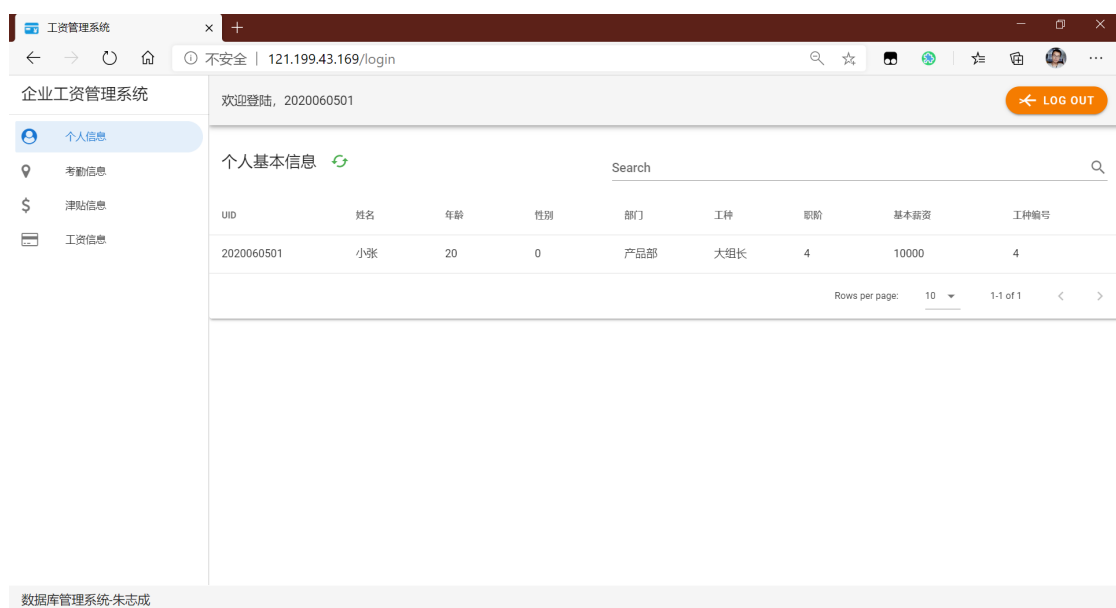 工资管理系统
不安全 | 121.199.43.169/login
企业工资管理系统
欢迎登陆, 2020060501
LOG OUT
个人信息
考勤信息
津贴信息
工资信息
个人基本信息
Search
UID 姓名 年龄 性别 部门 工种 职阶 基本薪资 工种编号
2020060501 小张 20 0 产品部 大组长 4 10000 4
Rows per page: 10 1-1 of 1
数据库管理系统-朱志成